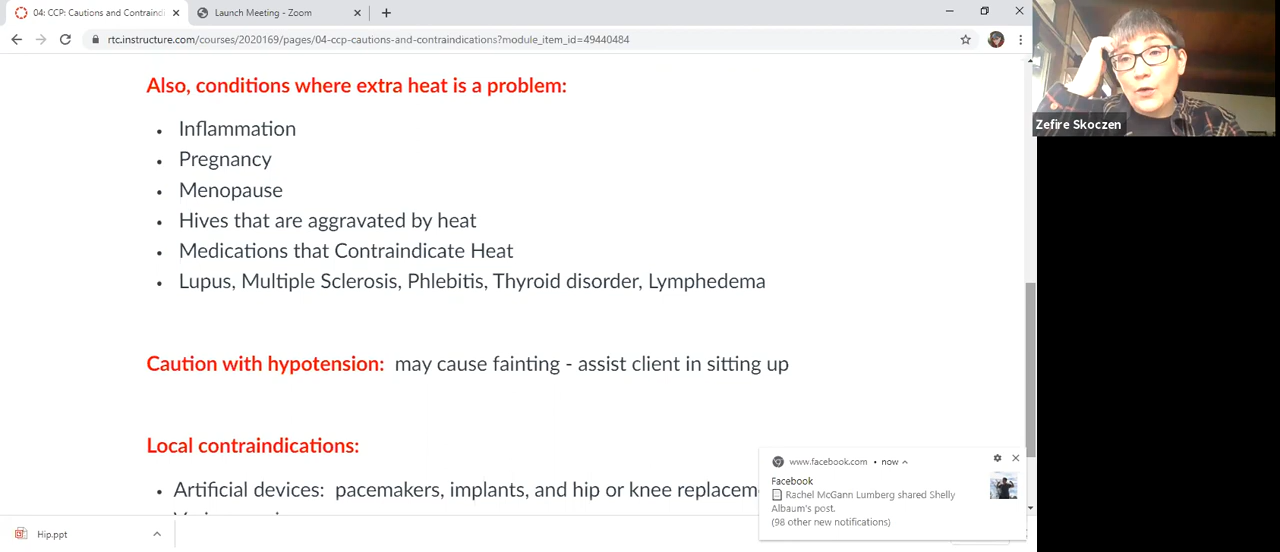 04: CCP: Cautions and Contraindi
Launch Meeting - Zoom
rtc.instructure.com/courses/2020169/pages/04-ccp-cautions-and-contraindications?module_item_id=49440484
Zefire Skoczen
Also, conditions where extra heat is a problem:
• Inflammation
• Pregnancy
• Menopause
• Hives that are aggravated by heat
• Medications that Contraindicate Heat
• Lupus, Multiple Sclerosis, Phlebitis, Thyroid disorder, Lymphedema
Caution with hypotension: may cause fainting - assist client in sitting up
Local contraindications:
• Artificial devices: pacemakers, implants, and hip or knee replacem
www.facebook.com • now
Facebook
Rachel McGann Lumberg shared Shelly
Albaum's post.
(98 other new notifications)
Hip.ppt